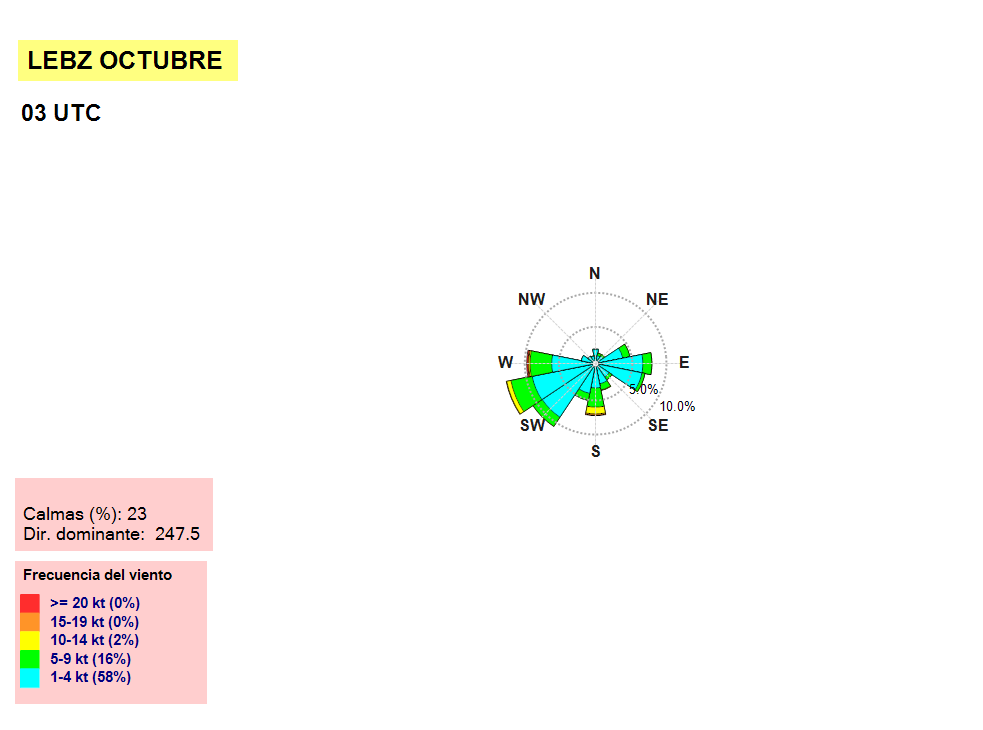 LEBZ OCTUBRE
03 UTC
N
NW
NE
W
E
5.0%
10.0%
SW
SE
S
Calmas (%): 23
Dir. dominante: 247.5
Frecuencia del viento
>= 20 kt (0%)
15-19 kt (0%)
10-14 kt (2%)
5-9 kt (16%)
1-4 kt (58%)